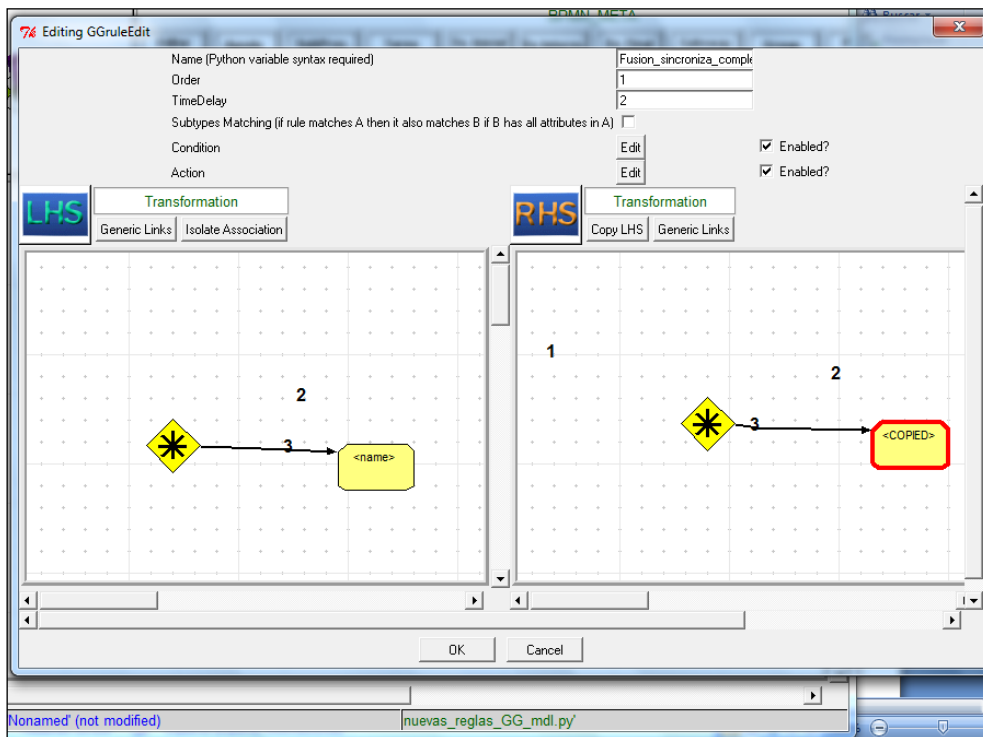 BPMN_META
Buscar
Editing GGruleEdit
Name (Python variable syntax required) Fusion_sincroniza_comple
Order 1
TimeDelay 2
Subtypes Matching (if rule matches A then it also matches B if B has all attributes in A)
Condition Edit Enabled?
Action Edit Enabled?
LHS Transformation
Generic Links Isolate Association
RHS Transformation
Copy LHS Generic Links
2
3
<name>
1
2
3
<COPIED>
OK Cancel
Nonamed' (not modified) nuevas_reglas_GG_mdl.py'